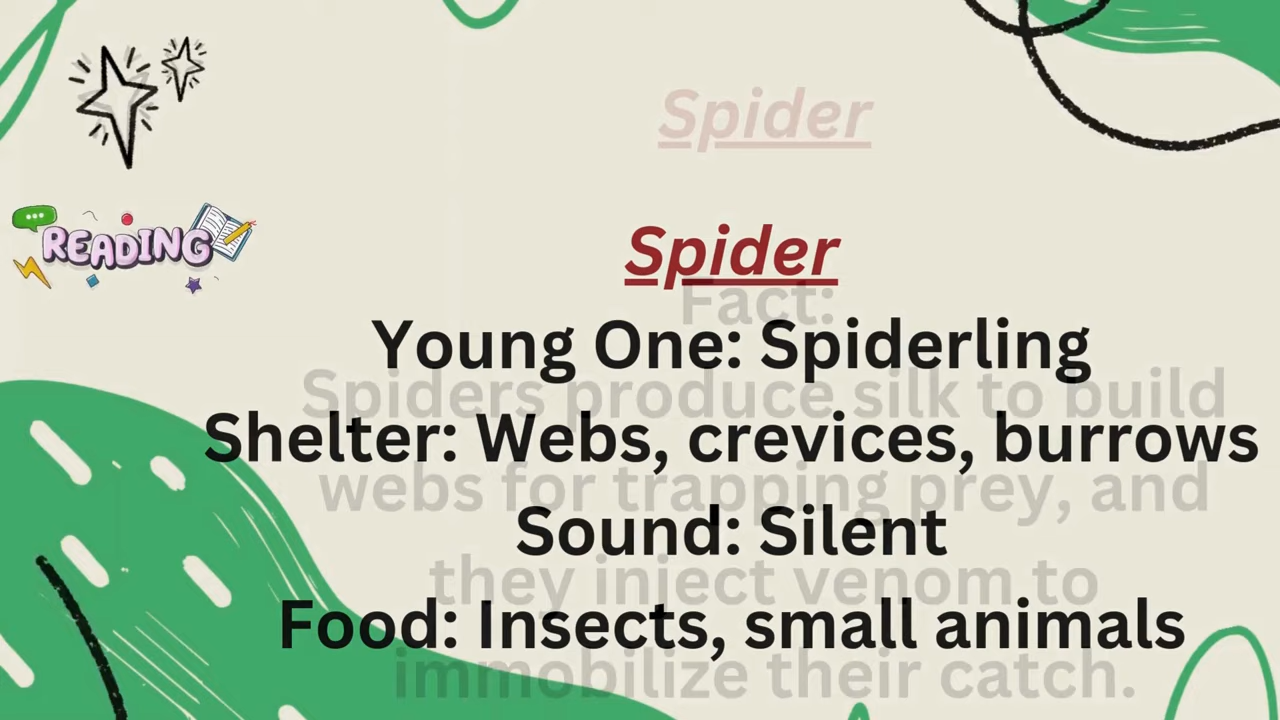 Spider
READING
Spider
Fact:
Young One: Spiderling
Spiders produce silk to build
Shelter: Webs, crevices, burrows
webs for trapping prey, and
Sound: Silent
they inject venom to
Food: Insects, small animals
immobilize their catch.